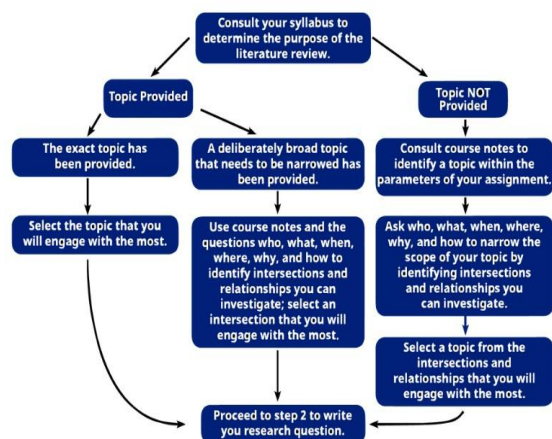 Consult your syllabus to
determine the purpose of the
literature review.
Topic Provided
Topic NOT
Provided
The exact topic has
been provided.
A deliberately broad topic
that needs to be narrowed has
been provided.
Consult course notes to
identify a topic within the
parameters of your assignment.
Select the topic that you
will engage with the most.
Use course notes and the
questions who, what, when,
where, why, and how to
identify intersections and
relationships you can
investigate; select an
intersection that you will
engage with the most.
Ask who, what, when, where,
why, and how to narrow the
scope of your topic by
identifying intersections
and relationships you
can investigate.
Select a topic from the
intersections and
relationships that you will
engage with the most.
Proceed to step 2 to write
you research question.